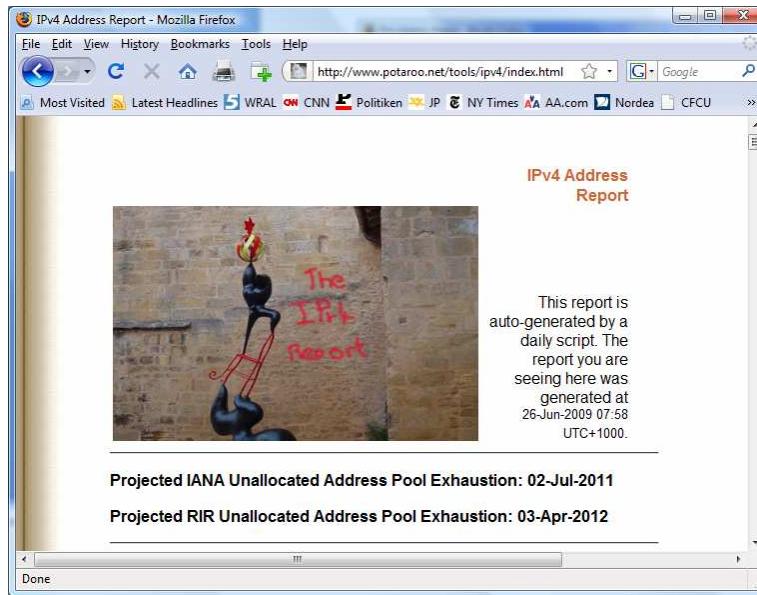 IPv4 Address Report - Mozilla Firefox
File Edit View History Bookmarks Tools Help
http://www.potaroo.net/tools/ipv4/index.html
G Google
Most Visited Latest Headlines 5 WRAL CNN CNN Politiken JP NY Times AA.com Nordea CFCU »
IPv4 Address
Report
The
IPv4
Report
This report is
auto-generated by a
daily script. The
report you are
seeing here was
generated at
26-Jun-2009 07:58
UTC+1000.
Projected IANA Unallocated Address Pool Exhaustion: 02-Jul-2011
Projected RIR Unallocated Address Pool Exhaustion: 03-Apr-2012
Done